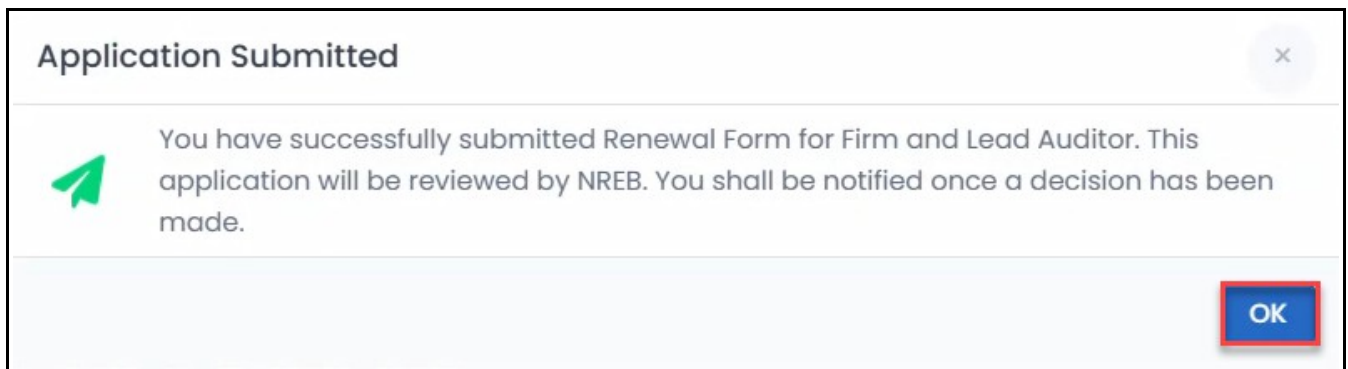 Application Submitted
×
You have successfully submitted Renewal Form for Firm and Lead Auditor. This
application will be reviewed by NREB. You shall be notified once a decision has been
made.
OK